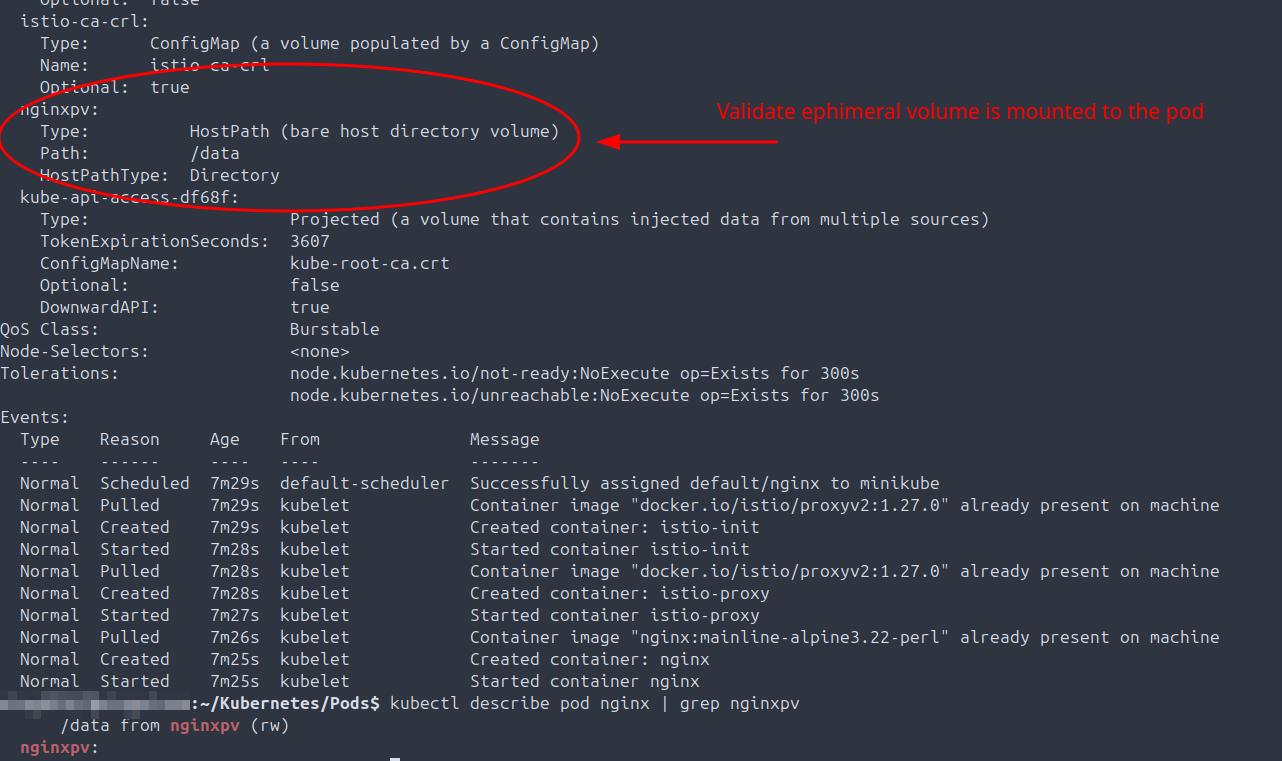 Optional: false
istio-ca-crl:
Type: ConfigMap (a volume populated by a ConfigMap)
Name: istio-ca-crl
Optional: true
nginxpv:
Type: HostPath (bare host directory volume)
Path: /data
HostPathType: Directory
Validate ephimeral volume is mounted to the pod
kube-api-access-df68f:
Type: Projected (a volume that contains injected data from multiple sources)
TokenExpirationSeconds: 3607
ConfigMapName: kube-root-ca.crt
Optional: false
DownwardAPI: true
QoS Class: Burstable
Node-Selectors: <none>
Tolerations: node.kubernetes.io/not-ready:NoExecute op=Exists for 300s
node.kubernetes.io/unreachable:NoExecute op=Exists for 300s
Events:
Type Reason Age From Message
---- ------ ---- ---- -------
Normal Scheduled 7m29s default-scheduler Successfully assigned default/nginx to minikube
Normal Pulled 7m29s kubelet Container image "docker.io/istio/proxyv2:1.27.0" already present on machine
Normal Created 7m29s kubelet Created container: istio-init
Normal Started 7m28s kubelet Started container istio-init
Normal Pulled 7m28s kubelet Container image "docker.io/istio/proxyv2:1.27.0" already present on machine
Normal Created 7m28s kubelet Created container: istio-proxy
Normal Started 7m27s kubelet Started container istio-proxy
Normal Pulled 7m26s kubelet Container image "nginx:mainline-alpine3.22-perl" already present on machine
Normal Created 7m25s kubelet Created container: nginx
Normal Started 7m25s kubelet Started container nginx
:~/Kubernetes/Pods$ kubectl describe pod nginx | grep nginxpv
/data from nginxpv (rw)
nginxpv: